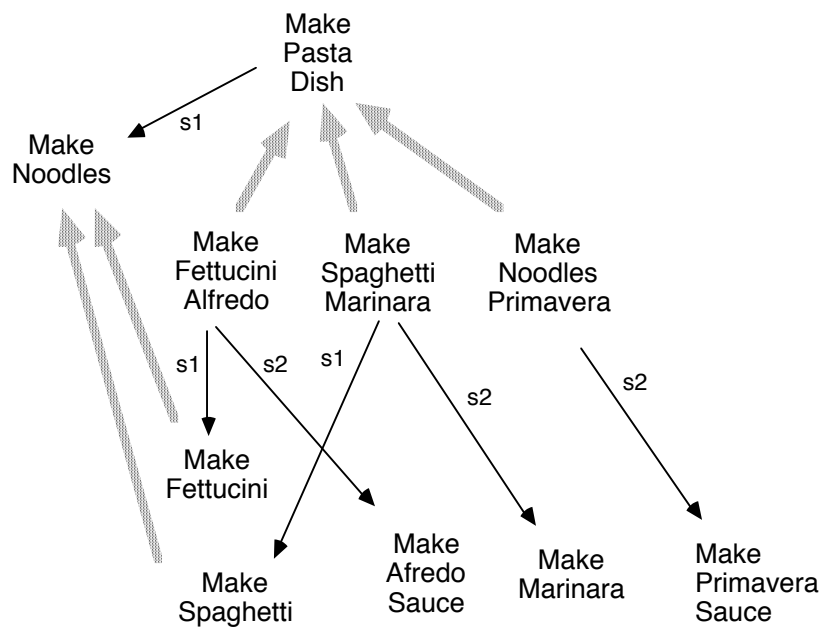 Make
Pasta
Dish
s1
Make
Noodles
Make
Fettucini
Alfredo
Make
Spaghetti
Marinara
Make
Noodles
Primavera
s1
s2
s1
s2
s2
Make
Fettucini
Make
Spaghetti
Make
Afredo
Sauce
Make
Marinara
Make
Primavera
Sauce